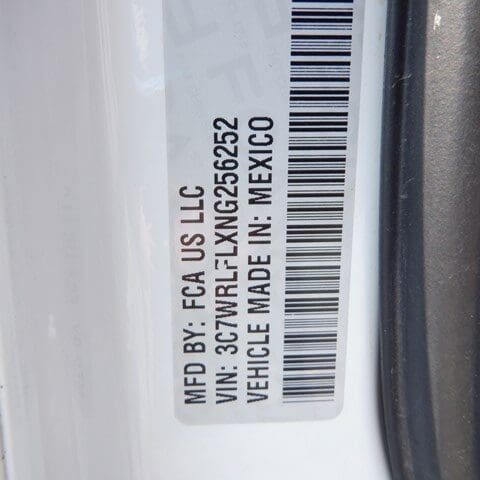 MFD BY: FCA US LLC
VIN: 3C7WRLFLXNG256252
VEHICLE MADE IN: MEXICO